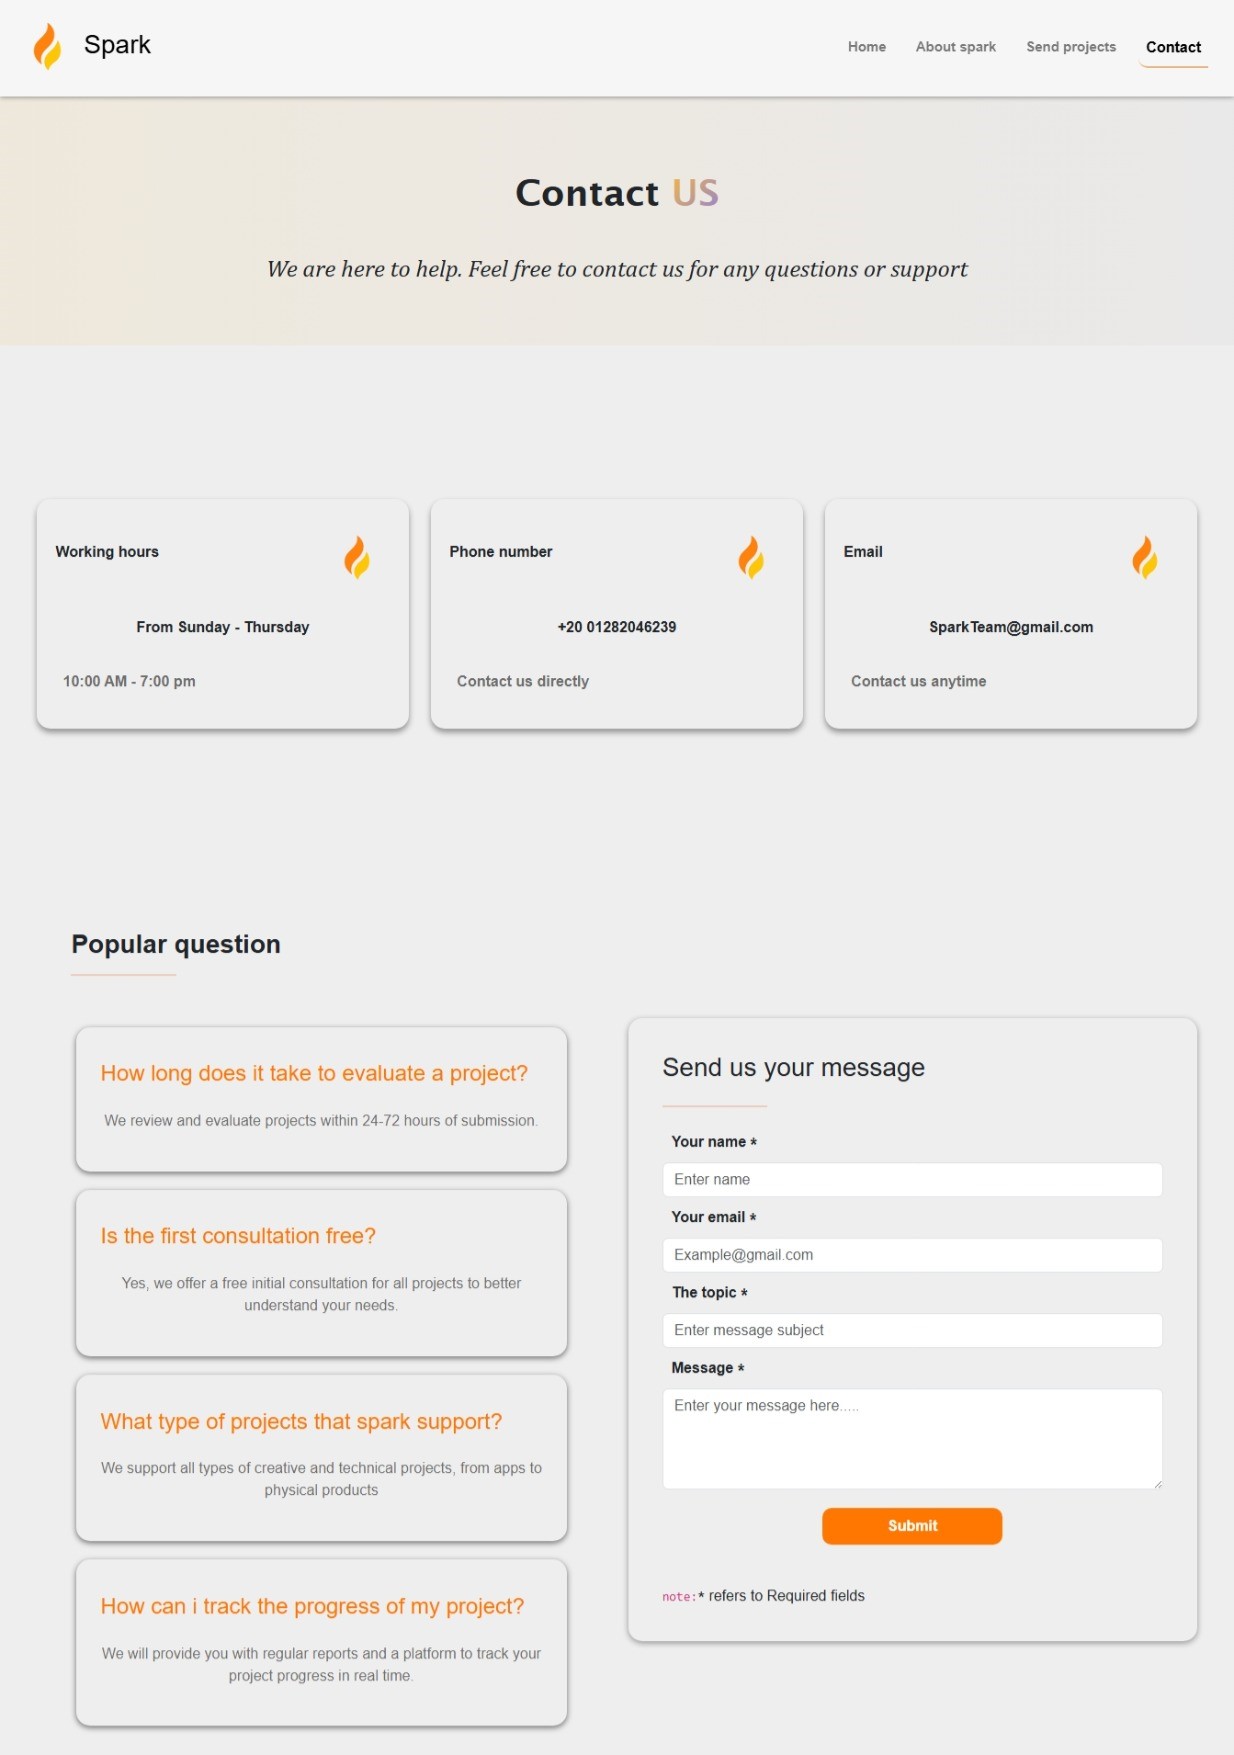 Spark
Home
About spark
Send projects
Contact
Contact US
We are here to help. Feel free to contact us for any questions or support
Working hours
From Sunday - Thursday
10:00 AM - 7:00 pm
Phone number
+20 01282046239
Contact us directly
Email
SparkTeam@gmail.com
Contact us anytime
Popular question
How long does it take to evaluate a project?
We review and evaluate projects within 24-72 hours of submission.
Is the first consultation free?
Yes, we offer a free initial consultation for all projects to better
understand your needs.
What type of projects that spark support?
We support all types of creative and technical projects, from apps to
physical products
How can i track the progress of my project?
We will provide you with regular reports and a platform to track your
project progress in real time.
Send us your message
Your name *
Enter name
Your email *
Example@gmail.com
The topic *
Enter message subject
Message *
Enter your message here.....
Submit
note:* refers to Required fields